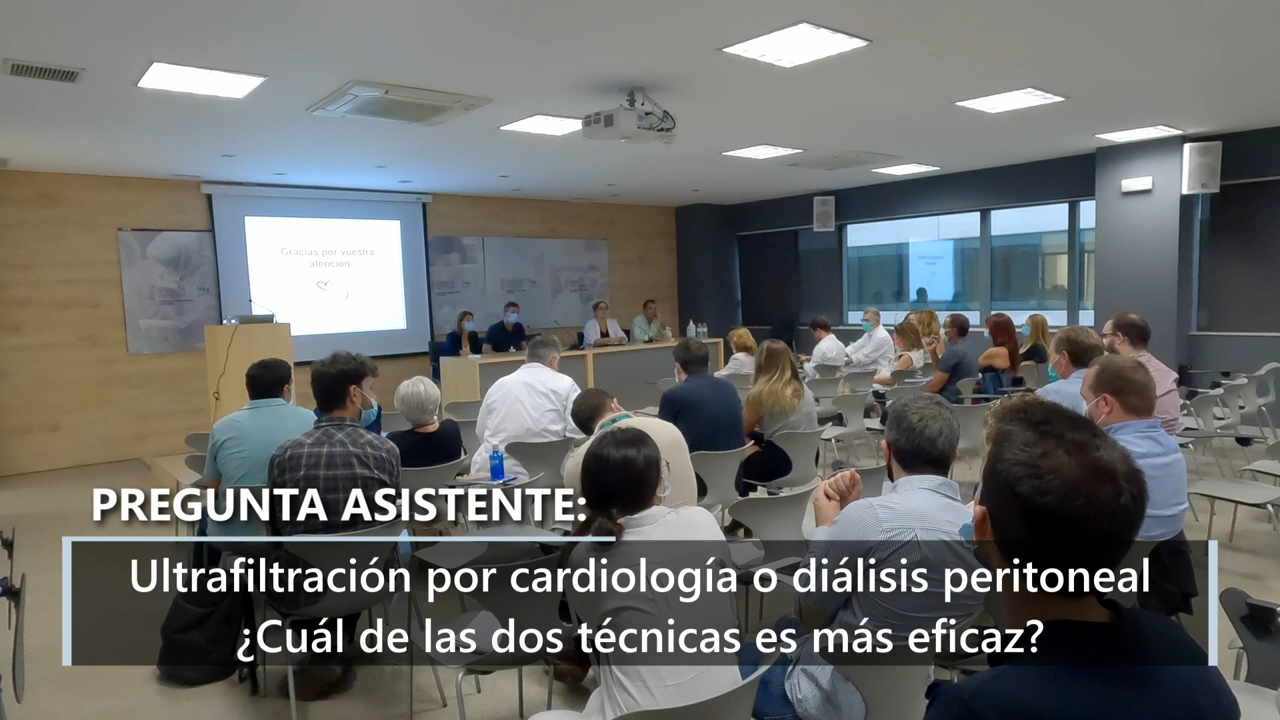 Gracias por vuestra
atención
PREGUNTA ASISTENTE:
Ultrafiltración por cardiología o diálisis peritoneal
¿Cuál de las dos técnicas es más eficaz?